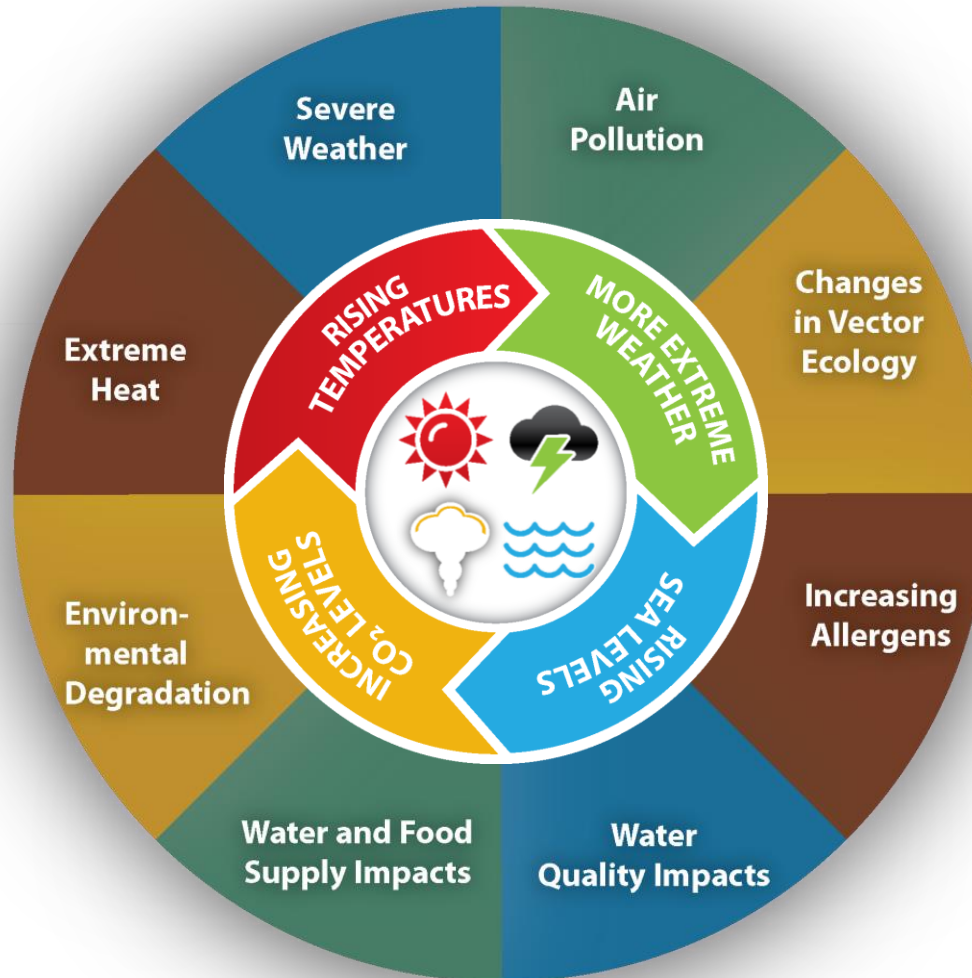 Severe
Weather
Air
Pollution
Changes
in Vector
Ecology
Increasing
Allergens
Water
Quality Impacts
Water and Food
Supply Impacts
Environ-
mental
Degradation
Extreme
Heat
RISING
TEMPERATURES
MORE EXTREME
WEATHER
RISING
SEA LEVELS
INCREASING
CO₂ LEVELS